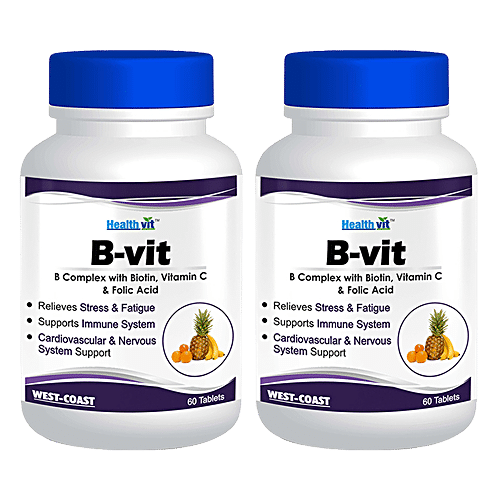 Healthvit™
B-vit
B Complex with Biotin, Vitamin C
& Folic Acid
• Relieves Stress & Fatigue
• Supports Immune System
• Cardiovascular & Nervous
System Support
WEST-COAST
60 Tablets
Healthvit™
B-vit
B Complex with Biotin, Vitamin C
& Folic Acid
• Relieves Stress & Fatigue
• Supports Immune System
• Cardiovascular & Nervous
System Support
WEST-COAST
60 Tablets